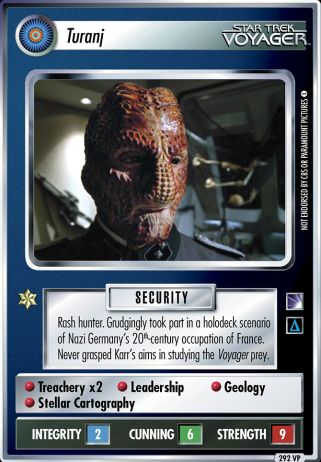 Turanj
STAR TREK
VOYAGER
NOT ENDORSED BY CBS OR PARAMOUNT PICTURES
SECURITY
Rash hunter. Grudgingly took part in a holodeck scenario
of Nazi Germany's 20th-century occupation of France.
Never grasped Karr's aims in studying the Voyager prey.
Treachery x2 Leadership Geology
Stellar Cartography
INTEGRITY 2 CUNNING 6 STRENGTH 9
292 VP